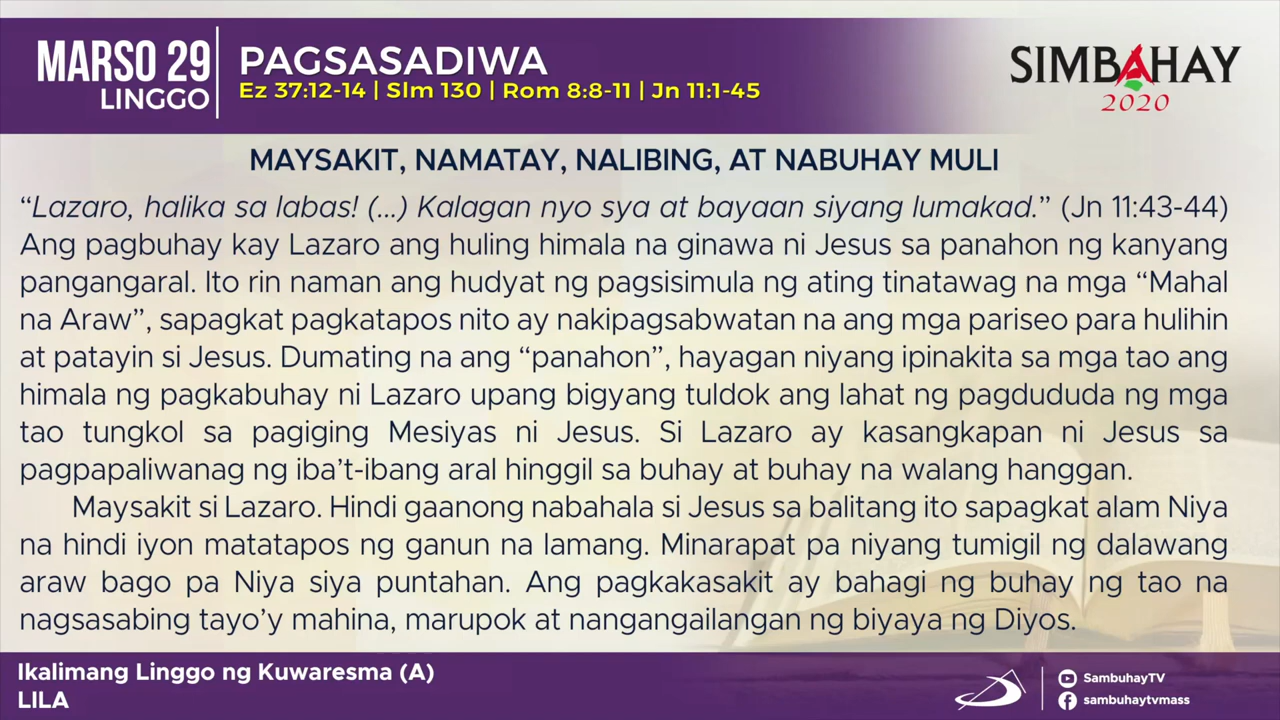 MARSO 29
LINGGO
PAGSASADIWA
Ez 37:12-14 | Slm 130 | Rom 8:8-11 | Jn 11:1-45
SIMBAHAY
2020
MAYSAKIT, NAMATAY, NALIBING, AT NABUHAY MULI
“Lazaro, halika sa labas! (...) Kalagan nyo sya at bayaan siyang lumakad.” (Jn 11:43-44)
Ang pagbuhay kay Lazaro ang huling himala na ginawa ni Jesus sa panahon ng kanyang
pangangaral. Ito rin naman ang hudyat ng pagsisimula ng ating tinatawag na mga “Mahal
na Araw”, sapagkat pagkatapos nito ay nakipagsabwatan na ang mga pariseo para hulihin
at patayin si Jesus. Dumating na ang “panahon”, hayagan niyang ipinakita sa mga tao ang
himala ng pagkabuhay ni Lazaro upang bigyang tuldok ang lahat ng pagdududa ng mga
tao tungkol sa pagiging Mesiyas ni Jesus. Si Lazaro ay kasangkapan ni Jesus sa
pagpapaliwanag ng iba’t-ibang aral hinggil sa buhay at buhay na walang hanggan.
Maysakit si Lazaro. Hindi gaanong nabahala si Jesus sa balitang ito sapagkat alam Niya
na hindi iyon matatapos ng ganun na lamang. Minarapat pa niyang tumigil ng dalawang
araw bago pa Niya siya puntahan. Ang pagkakasakit ay bahagi ng buhay ng tao na
nagsasabing tayo’y mahina, marupok at nangangailangan ng biyaya ng Diyos.
Ikalimang Linggo ng Kuwaresma (A)
LILA
SambuhayTV
sambuhaytvmass